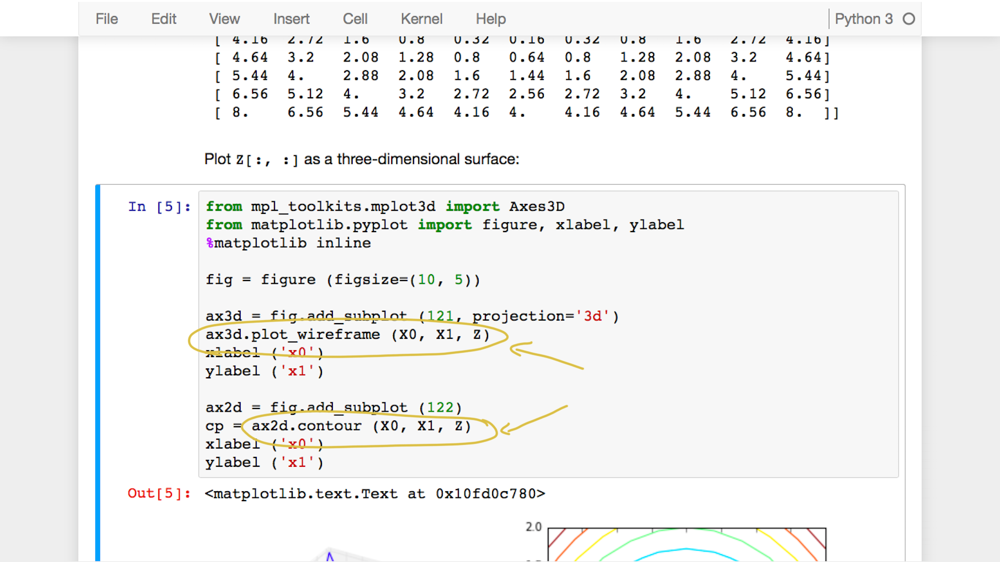 File Edit View Insert Cell Kernel Help Python 3
[ 4.16 2.72 1.6 0.8 0.32 0.16 0.32 0.8 1.6 2.72 4.16]
[ 4.64 3.2 2.08 1.28 0.8 0.64 0.8 1.28 2.08 3.2 4.64]
[ 5.44 4. 2.88 2.08 1.6 1.44 1.6 2.08 2.88 4. 5.44]
[ 6.56 5.12 4. 3.2 2.72 2.56 2.72 3.2 4. 5.12 6.56]
[ 8. 6.56 5.44 4.64 4.16 4. 4.16 4.64 5.44 6.56 8. ]]
Plot Z[:, :] as a three-dimensional surface:
In [5]: from mpl_toolkits.mplot3d import Axes3D
from matplotlib.pyplot import figure, xlabel, ylabel
%matplotlib inline
fig = figure (figsize=(10, 5))
ax3d = fig.add_subplot (121, projection='3d')
ax3d.plot_wireframe (X0, X1, Z)
xlabel ('x0')
ylabel ('x1')
ax2d = fig.add_subplot (122)
cp = ax2d.contour (X0, X1, Z)
xlabel ('x0')
ylabel ('x1')
Out[5]: <matplotlib.text.Text at 0x10fd0c780>
2.0